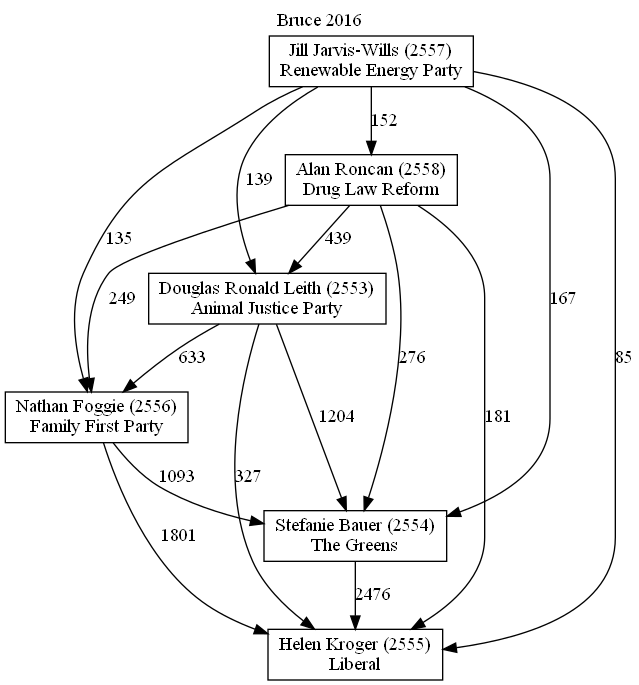 Bruce 2016
Jill Jarvis-Wills (2557)
Renewable Energy Party
152
Alan Roncan (2558)
Drug Law Reform
139
439
135
249
167
Douglas Ronald Leith (2553)
Animal Justice Party
633
276
85
Nathan Foggie (2556)
Family First Party
1204
181
1093
327
Stefanie Bauer (2554)
The Greens
1801
2476
Helen Kroger (2555)
Liberal